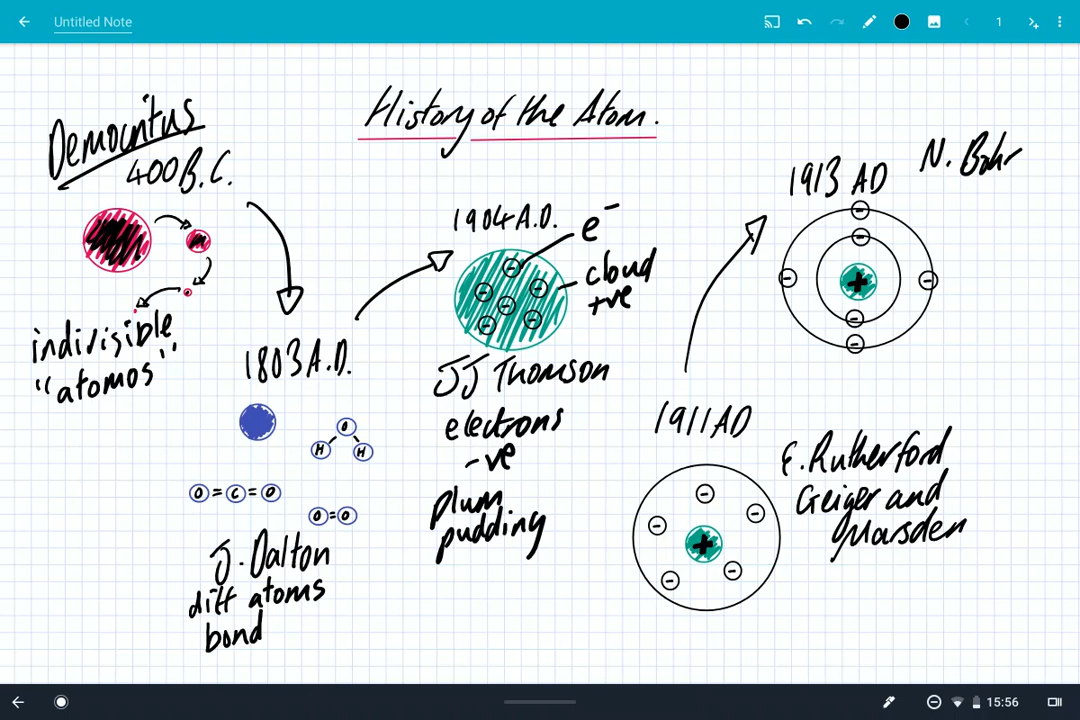 Untitled Note
1
History of the Atom.
Democritus
400 B.C.
indivisible
"atomos"
1803 A.D.
O
H H
O = C = O
O = O
J. Dalton
diff atoms
bond
1904 A.D.
e⁻
cloud
+ve
- - - - - -
JJ Thomson
electrons
-ve
plum
pudding
1911 AD
- - - - -
+
E. Rutherford
Geiger and
Marsden
1913 AD
N. Bohr
- - - - - -
+
15:56